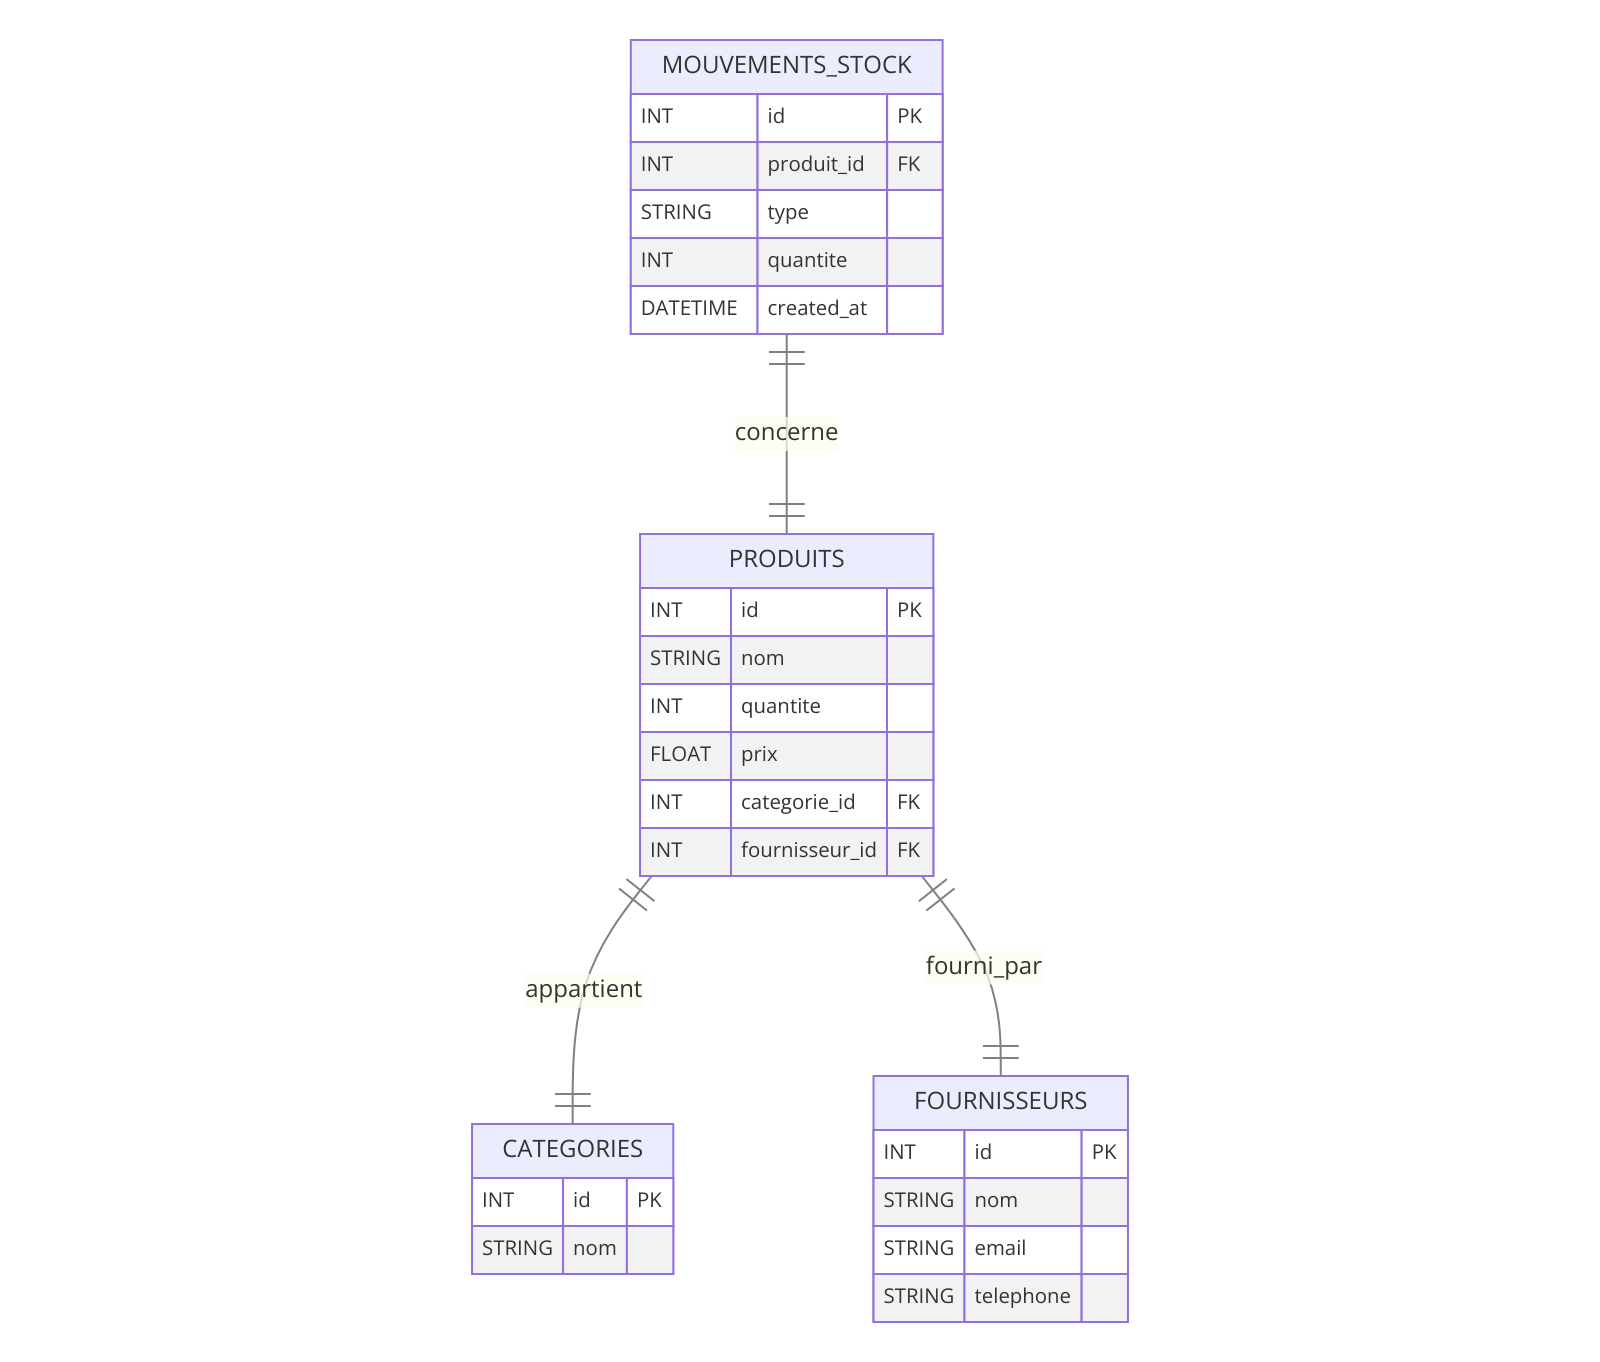 MOUVEMENTS_STOCK
INT id PK
INT produit_id FK
STRING type
INT quantite
DATETIME created_at
concerne
PRODUITS
INT id PK
STRING nom
INT quantite
FLOAT prix
INT categorie_id FK
INT fournisseur_id FK
appartient
fourni_par
CATEGORIES
INT id PK
STRING nom
FOURNISSEURS
INT id PK
STRING nom
STRING email
STRING telephone